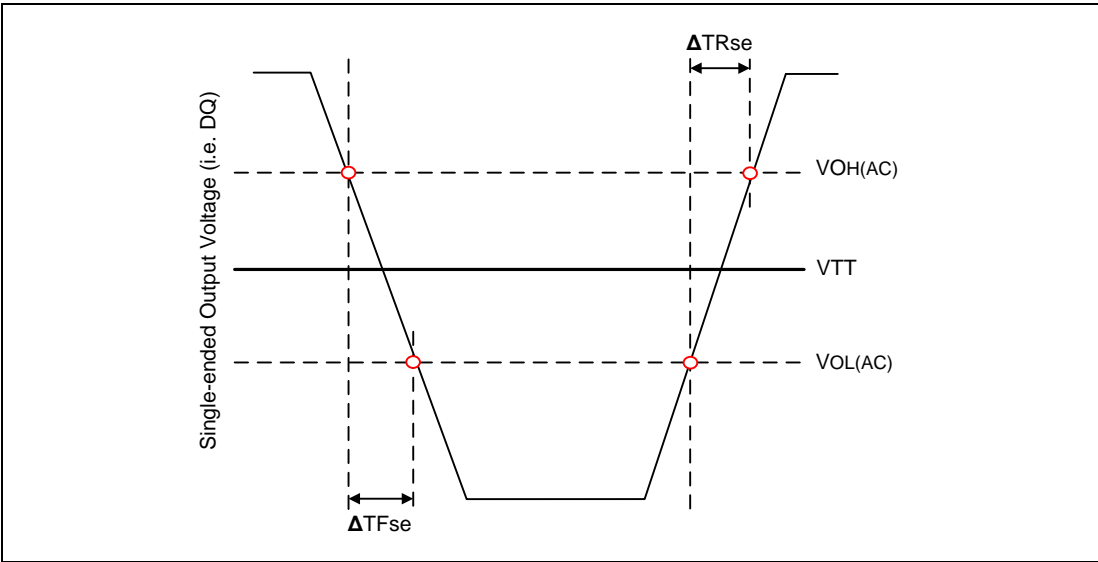 ΔTRse
Single-ended Output Voltage (i.e. DQ)
VOH(AC)
VTT
VOL(AC)
ΔTFse